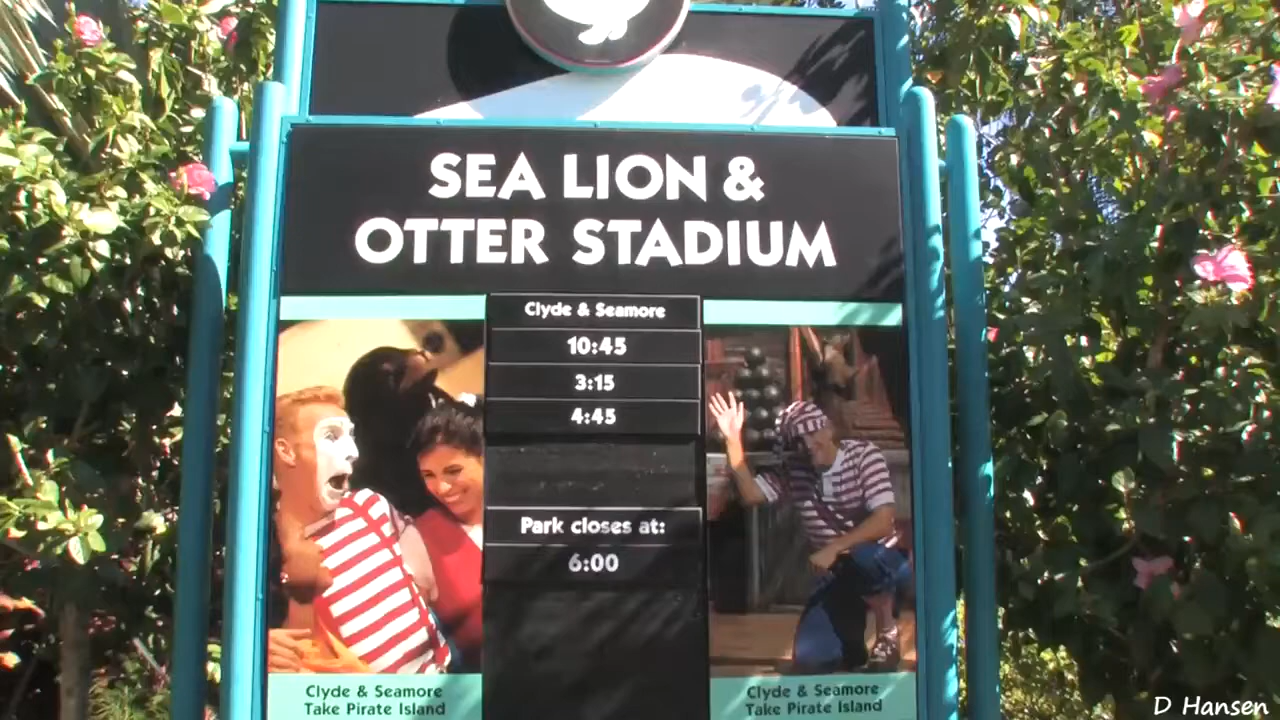 SEA LION &
OTTER STADIUM
Clyde & Seamore
10:45
3:15
4:45
Park closes at:
6:00
Clyde & Seamore
Take Pirate Island
Clyde & Seamore
Take Pirate Island
D Hansen